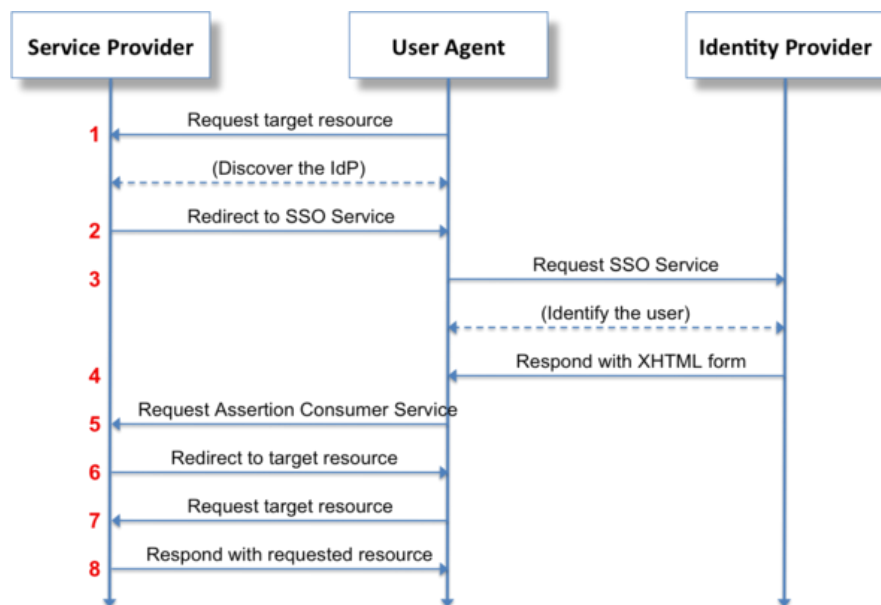 Service Provider
User Agent
Identity Provider
1
Request target resource
(Discover the IdP)
2
Redirect to SSO Service
3
Request SSO Service
(Identify the user)
4
Respond with XHTML form
5
Request Assertion Consumer Service
6
Redirect to target resource
7
Request target resource
8
Respond with requested resource